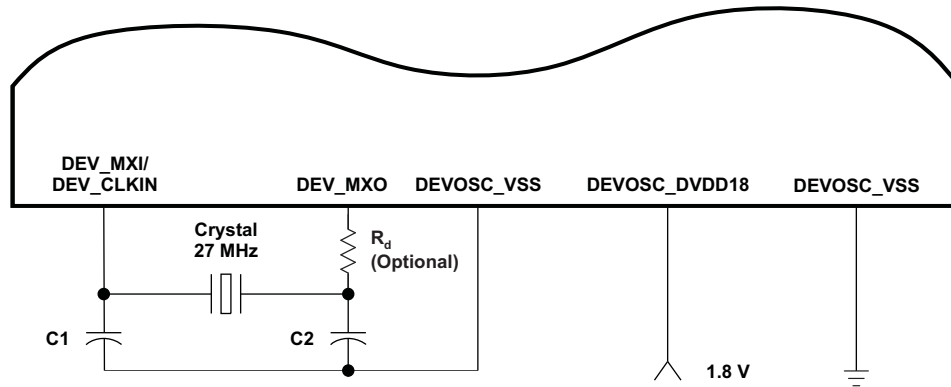 DEV_MXI/
DEV_CLKIN
DEV_MXO
DEVOSC_VSS
DEVOSC_DVDD18
DEVOSC_VSS
Crystal
27 MHz
Rd
(Optional)
C1
C2
1.8 V